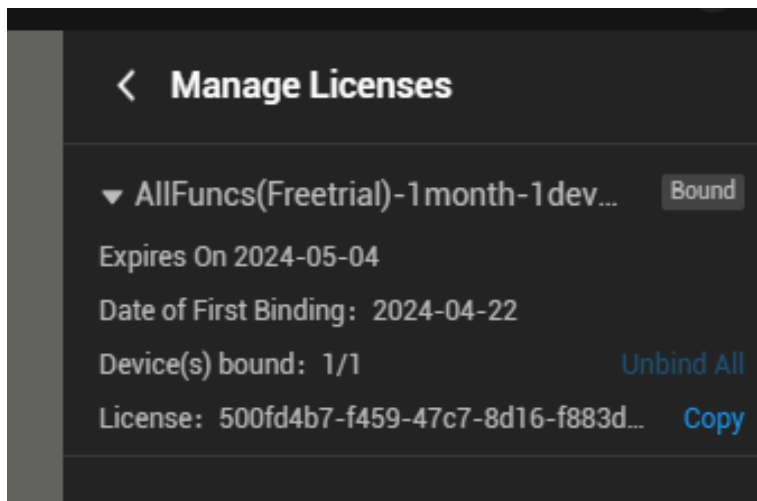 Manage Licenses
AllFuncs(Freetrial)-1month-1dev... Bound
Expires On 2024-05-04
Date of First Binding：2024-04-22
Device(s) bound：1/1 Unbind All
License：500fd4b7-f459-47c7-8d16-f883d... Copy